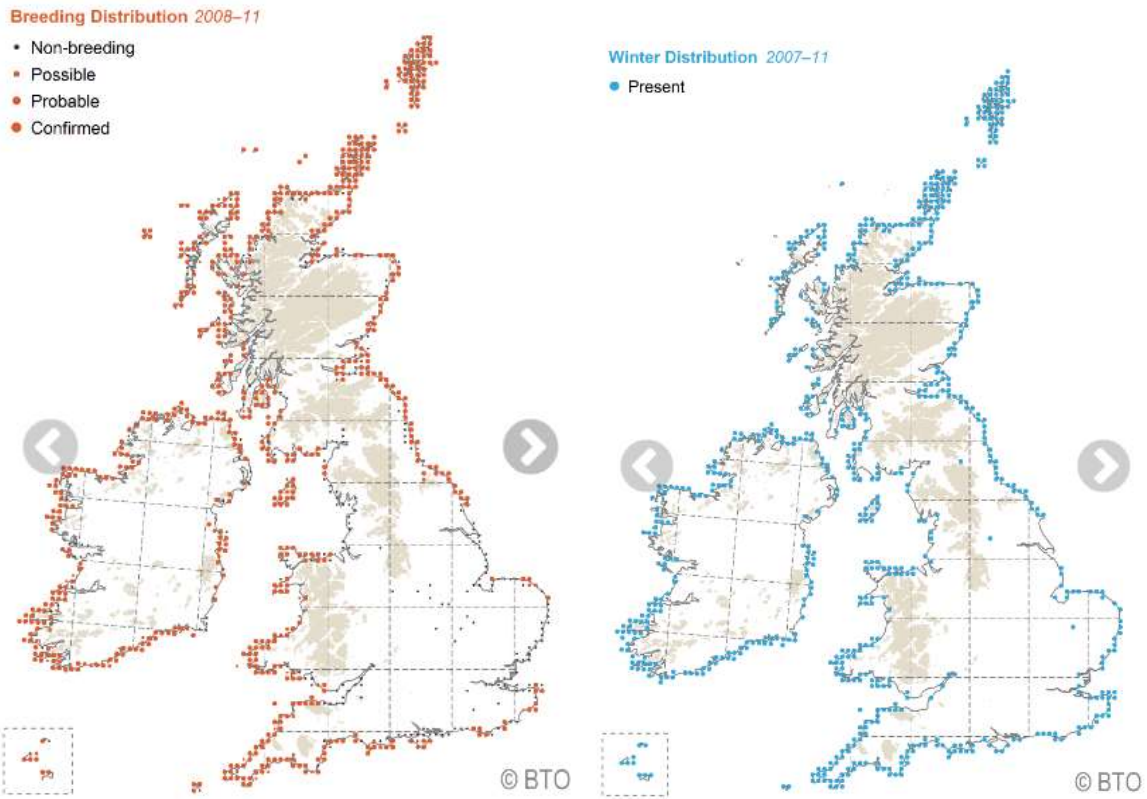 Breeding Distribution 2008–11
Non-breeding
Possible
Probable
Confirmed
© BTO
Winter Distribution 2007–11
Present
© BTO